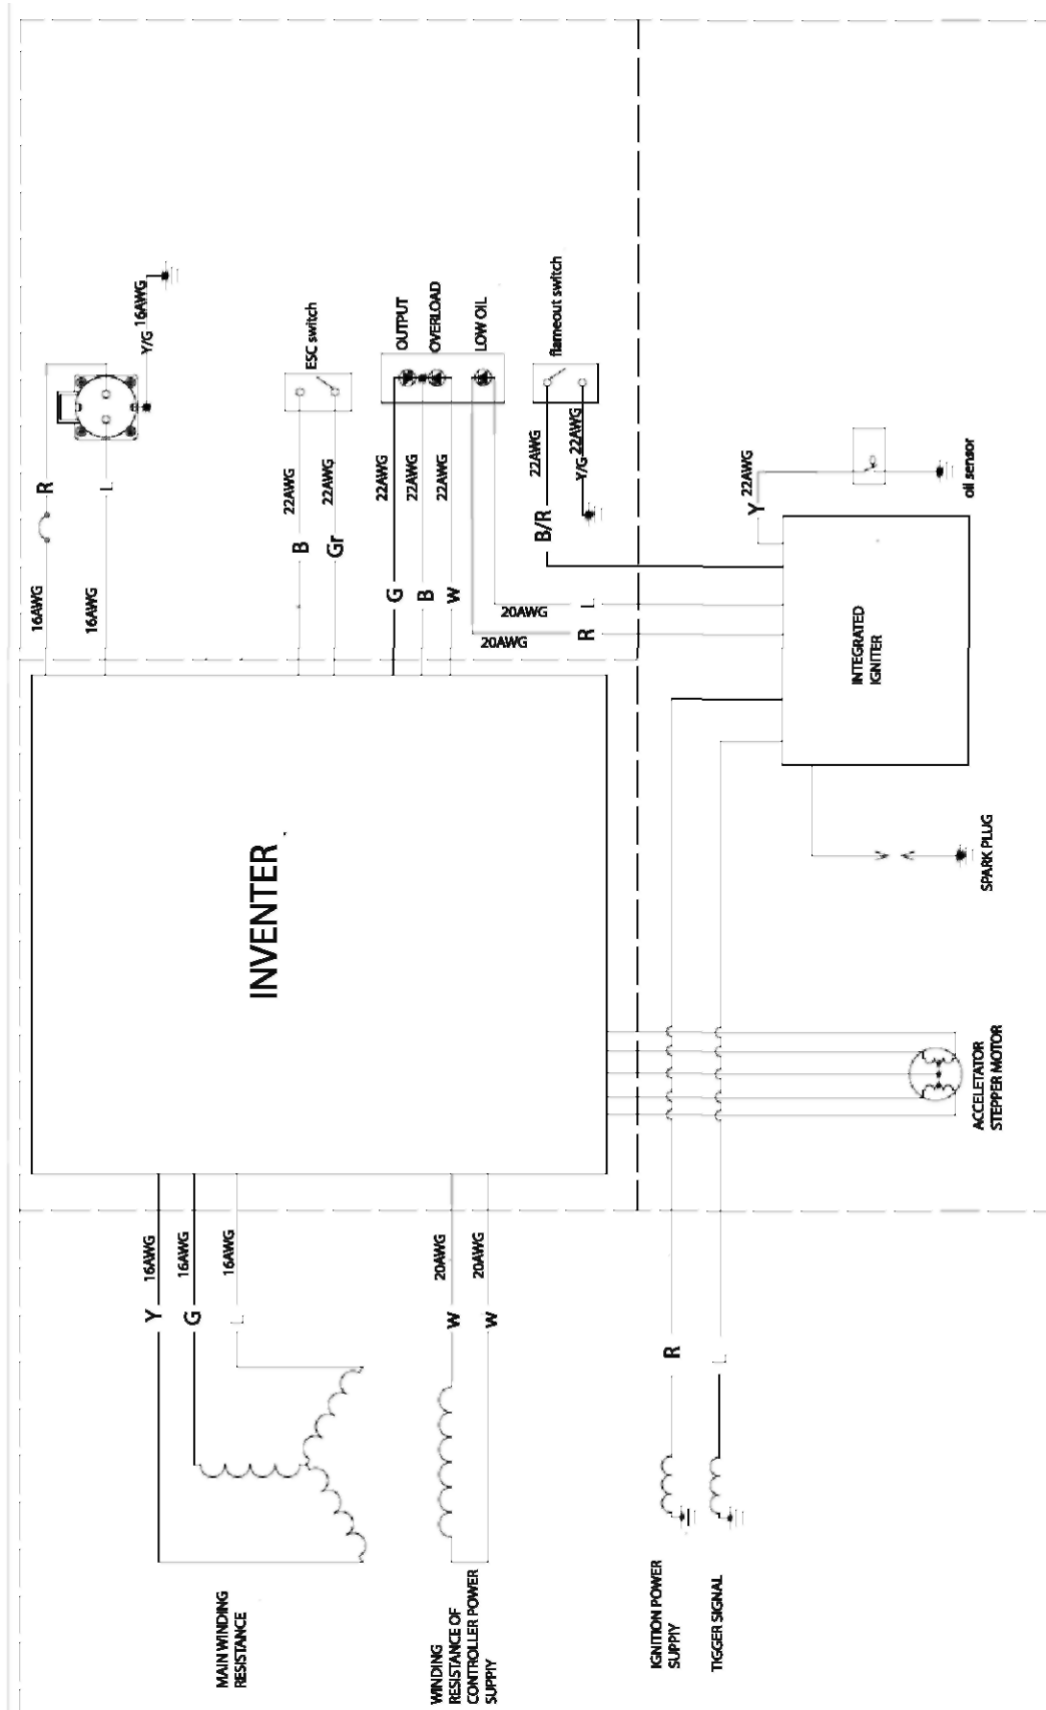 16AWG
R
16AWG
L
Y/G
16AWG
22AWG
B
22AWG
Gr
ESC switch
22AWG
G
22AWG
B
22AWG
W
OUTPUT
OVERLOAD
LOW OIL
20AWG
R
20AWG
L
22AWG
B/R
22AWG
Y/G
flameout switch
22AWG
Y
oil sensor
INTEGRATED
IGNITER
SPARK PLUG
INVENTER
ACCELETATOR
STEPPER MOTOR
16AWG
Y
16AWG
G
16AWG
L
20AWG
W
20AWG
W
R
L
MAIN WINDING
RESISTANCE
WINDING
RESISTANCE OF
CONTROLLER POWER
SUPPIY
IGNITION POWER
SUPPIY
TIGGER SIGNAL